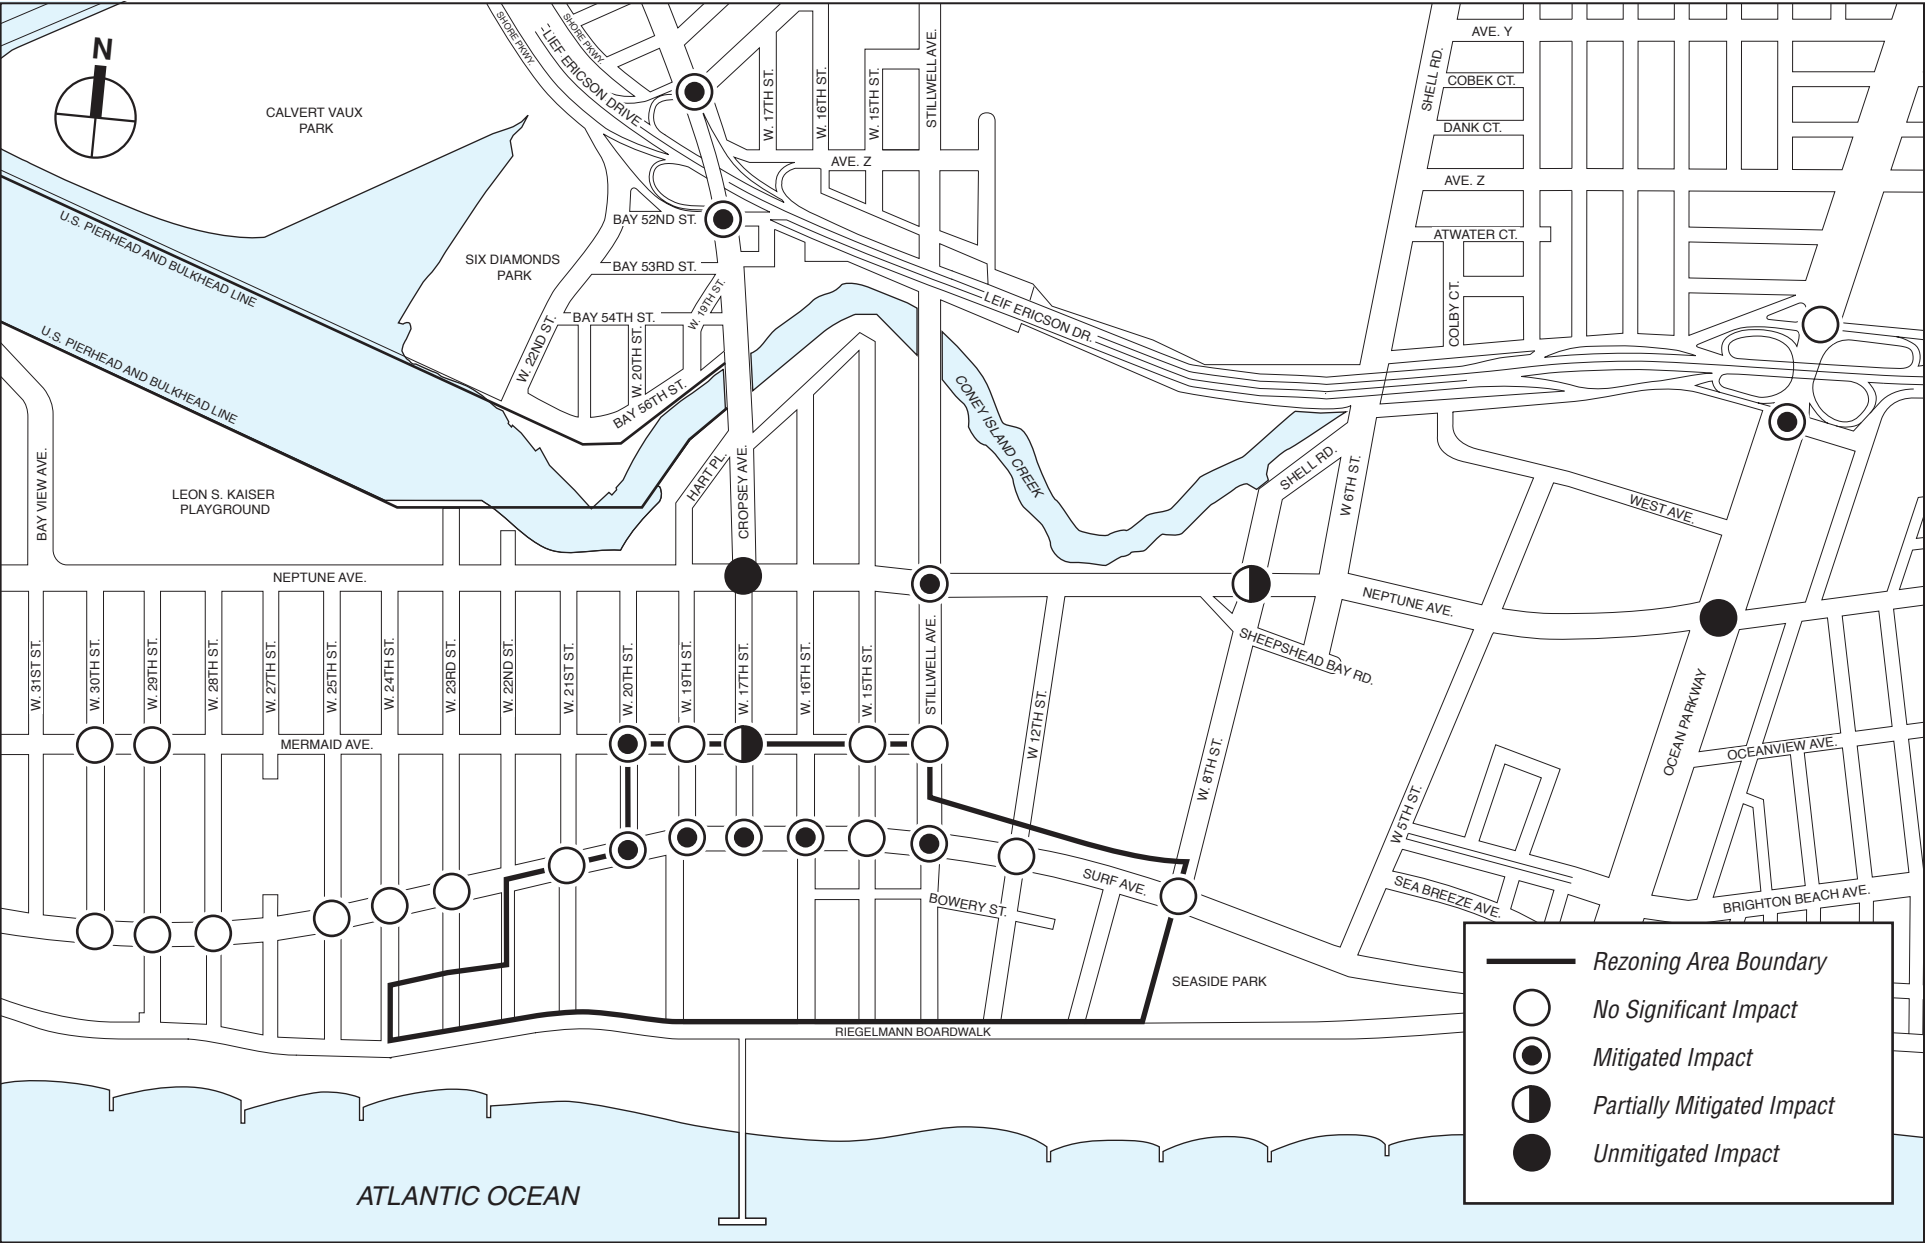 N
CALVERT VAUX
PARK
SHORE PKWY.
SHORE PKWY.
LIEF ERICSON DRIVE
W. 17TH ST.
W. 16TH ST.
W. 15TH ST.
STILLWELL AVE.
AVE. Z
SHELL RD.
AVE. Y
COBEK CT.
DANK CT.
AVE. Z
ATWATER CT.
COLBY CT.
U.S. PIERHEAD AND BULKHEAD LINE
U.S. PIERHEAD AND BULKHEAD LINE
SIX DIAMONDS
PARK
BAY 52ND ST.
BAY 53RD ST.
BAY 54TH ST.
W. 22ND ST.
W. 20TH ST.
W. 19TH ST.
BAY 56TH ST.
LEIF ERICSON DR.
CONEY ISLAND CREEK
BAY VIEW AVE.
LEON S. KAISER
PLAYGROUND
HART PL.
CROPSEY AVE.
SHELL RD.
W 6TH ST.
WEST AVE.
NEPTUNE AVE.
NEPTUNE AVE.
SHEEPSHEAD BAY RD.
W. 31ST ST.
W. 30TH ST.
W. 29TH ST.
W. 28TH ST.
W. 27TH ST.
W. 25TH ST.
W. 24TH ST.
W. 23RD ST.
W. 22ND ST.
W. 21ST ST.
W. 20TH ST.
W. 19TH ST.
W. 17TH ST.
W. 16TH ST.
W. 15TH ST.
STILLWELL AVE.
W 12TH ST.
W. 8TH ST.
W 5TH ST.
OCEAN PARKWAY
OCEANVIEW AVE.
MERMAID AVE.
SURF AVE.
BOWERY ST.
SEA BREEZE AVE.
BRIGHTON BEACH AVE.
SEASIDE PARK
RIEGELMANN BOARDWALK
ATLANTIC OCEAN
Rezoning Area Boundary
No Significant Impact
Mitigated Impact
Partially Mitigated Impact
Unmitigated Impact